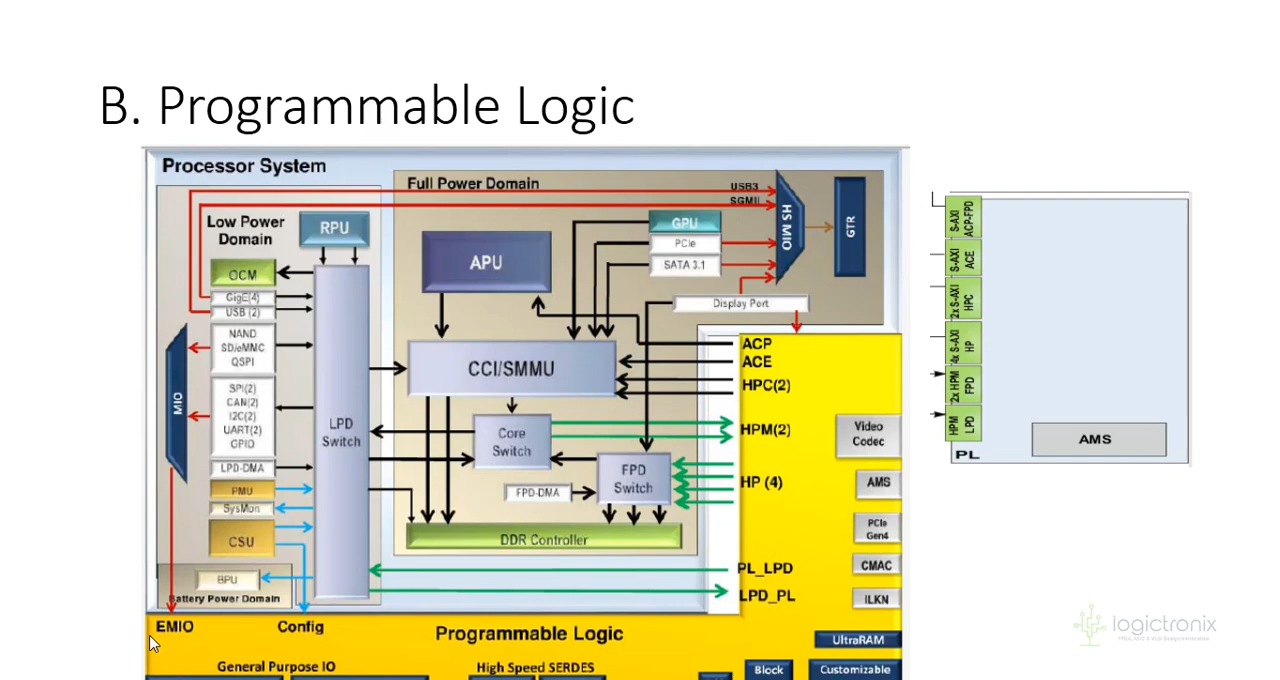 B. Programmable Logic
Processor System
Full Power Domain
USB3
SGMII
Low Power
Domain
RPU
GPU
PCIe
SATA 3.1
HS MIO
GTR
APU
OCM
GigE(4)
USB (2)
Display Port
NAND
SD/eMMC
QSPI
MIO
SPI(2)
CAN(2)
I2C(2)
UART(2)
GPIO
LPD
Switch
CCI/SMMU
ACP
ACE
HPC(2)
HPM(2)
HP (4)
Core
Switch
FPD
Switch
FPD-DMA
LPD-DMA
PMU
SysMon
CSU
DDR Controller
BPU
Battery Power Domain
PL_LPD
LPD_PL
Video
Codec
AMS
PCIe
Gen4
CMAC
ILKN
EMIO
Config
Programmable Logic
UltraRAM
General Purpose IO
High Speed SERDES
Block
Customizable
S-AXI
ACP-FPD
S-AXI
ACE
2x S-AXI
HPC
4x S-AXI
HP
2x HPM
FPD
HPM
LPD
AMS
PL
logictronix